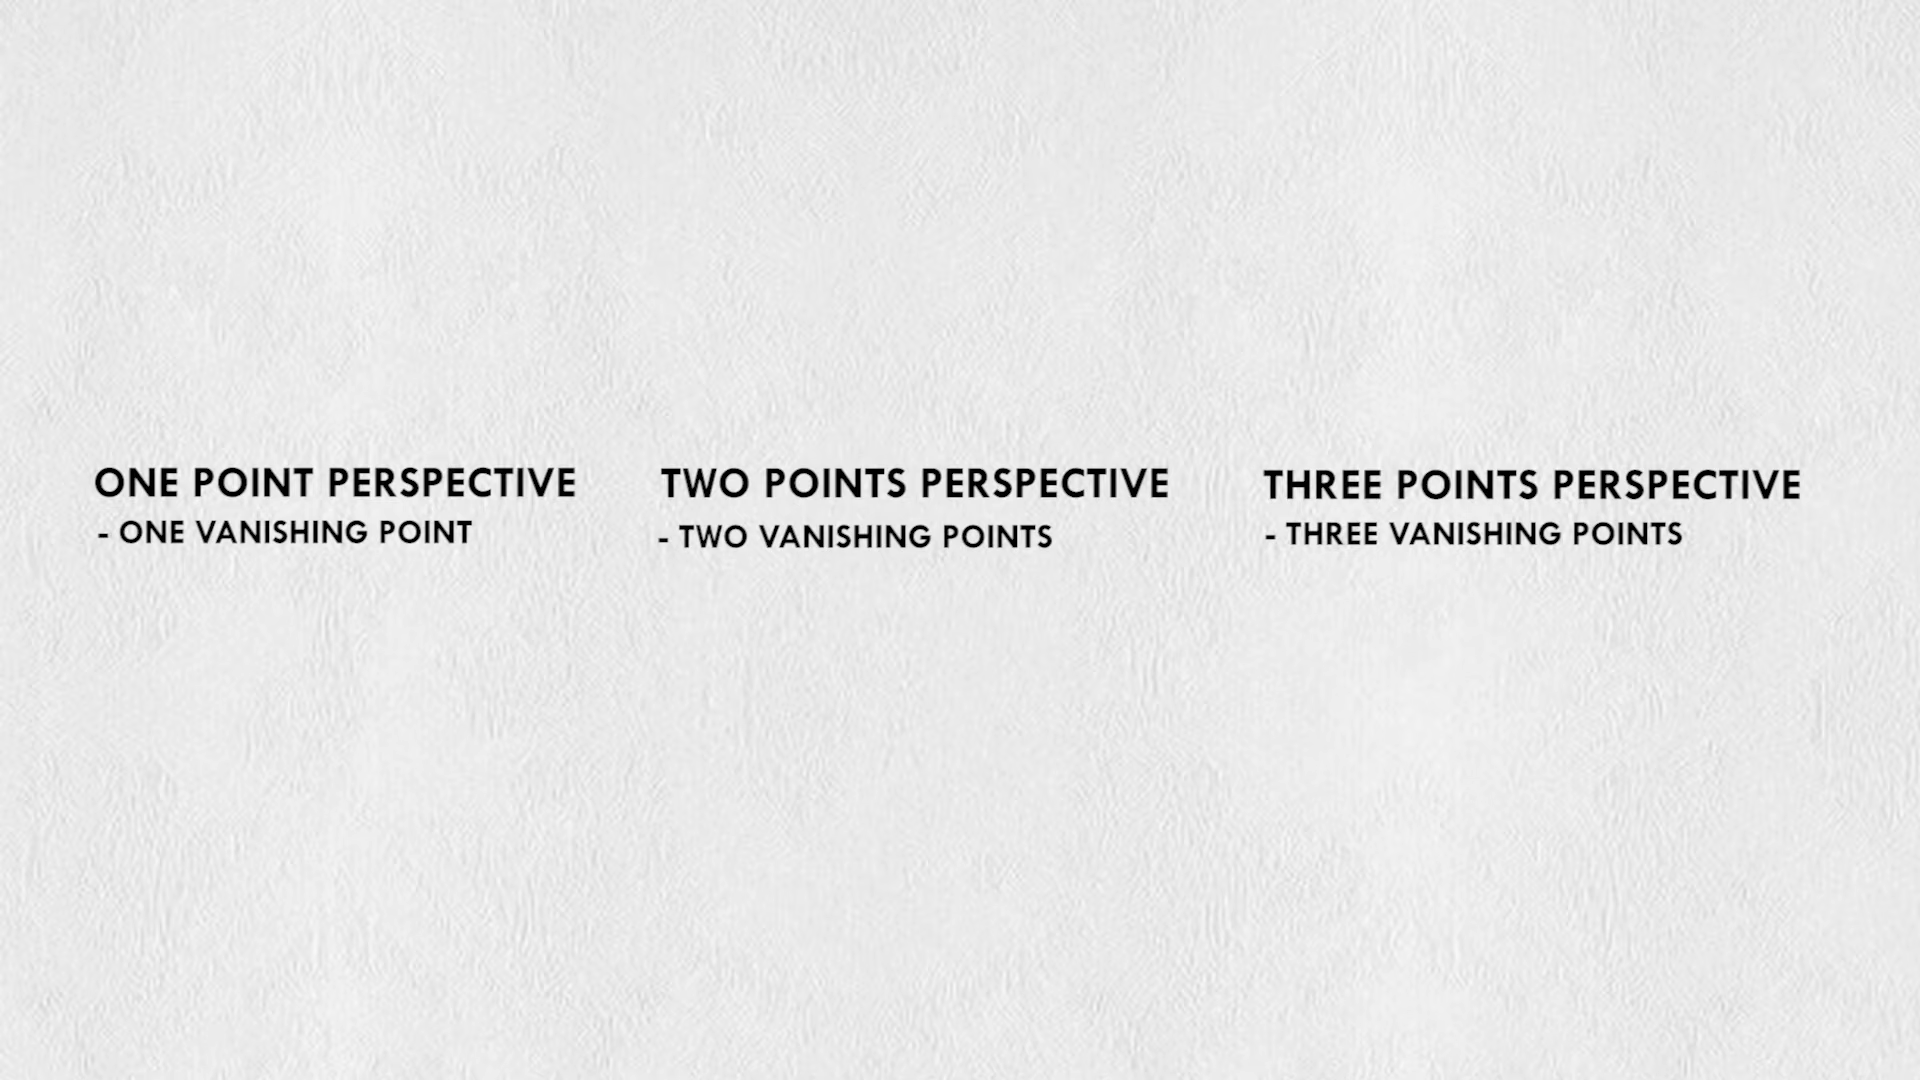 ONE POINT PERSPECTIVE
- ONE VANISHING POINT
TWO POINTS PERSPECTIVE
- TWO VANISHING POINTS
THREE POINTS PERSPECTIVE
- THREE VANISHING POINTS